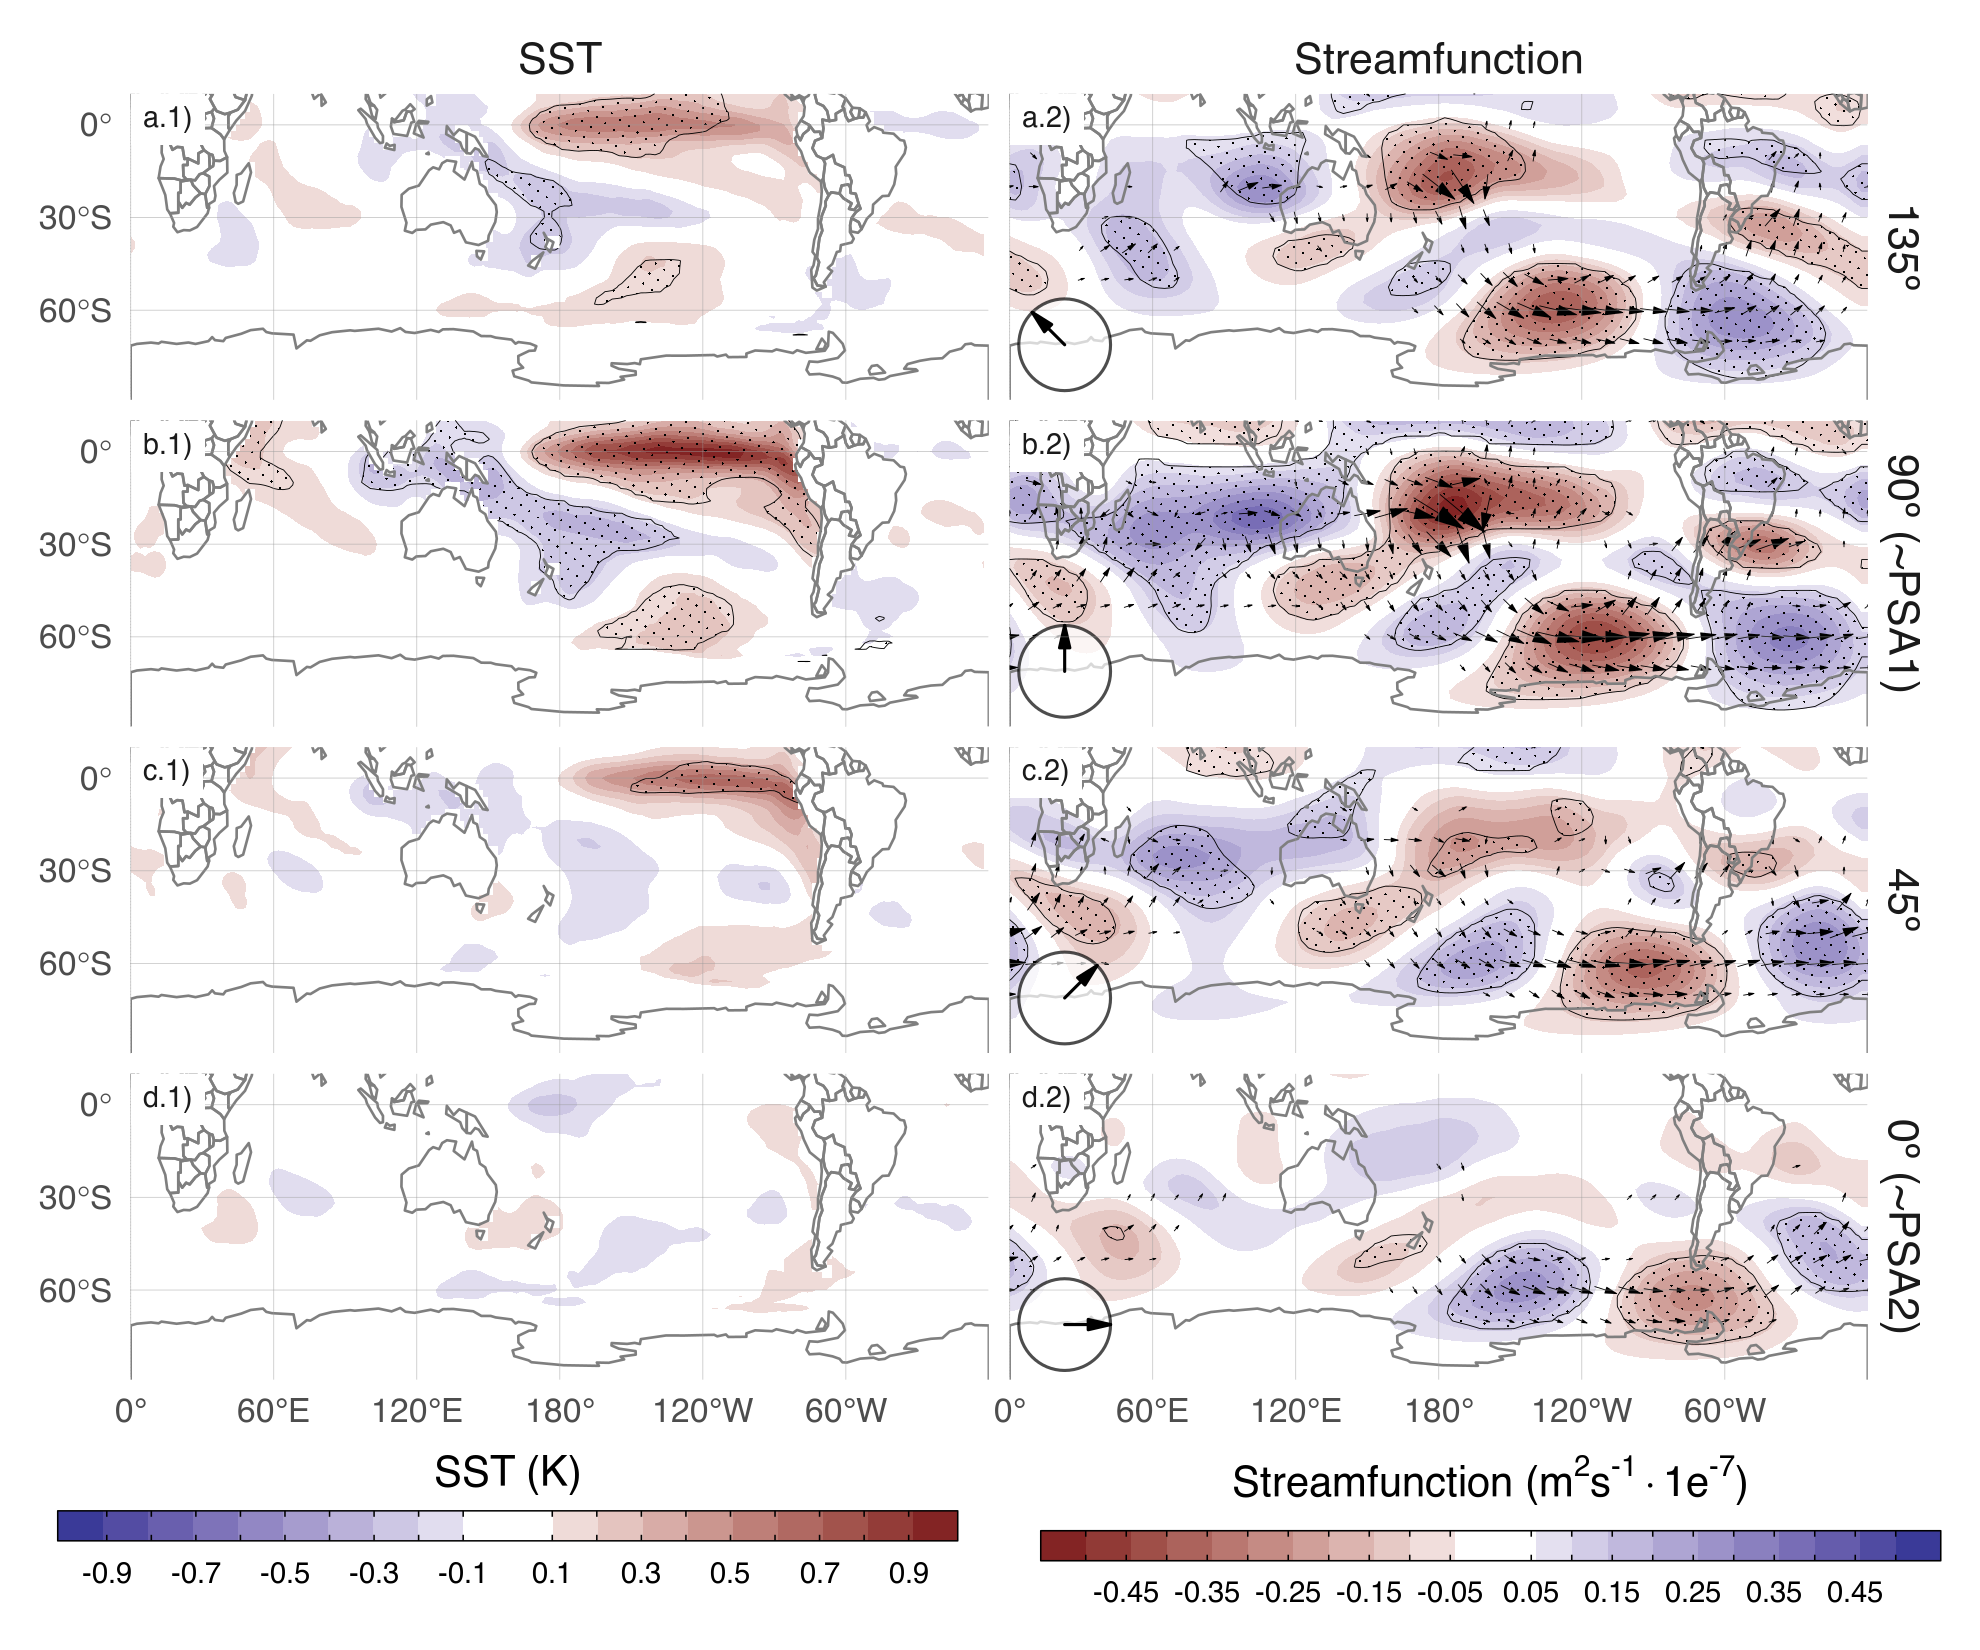 SST
Streamfunction
a.1)
a.2)
0°
30°S
60°S
135°
b.1)
b.2)
0°
30°S
60°S
90° (~PSA1)
c.1)
c.2)
0°
30°S
60°S
45°
d.1)
d.2)
0°
30°S
60°S
0° (~PSA2)
0° 60°E 120°E 180° 120°W 60°W
0° 60°E 120°E 180° 120°W 60°W
SST (K)
-0.9 -0.7 -0.5 -0.3 -0.1 0.1 0.3 0.5 0.7 0.9
Streamfunction (m²s⁻¹ · 1e⁻⁷)
-0.45 -0.35 -0.25 -0.15 -0.05 0.05 0.15 0.25 0.35 0.45